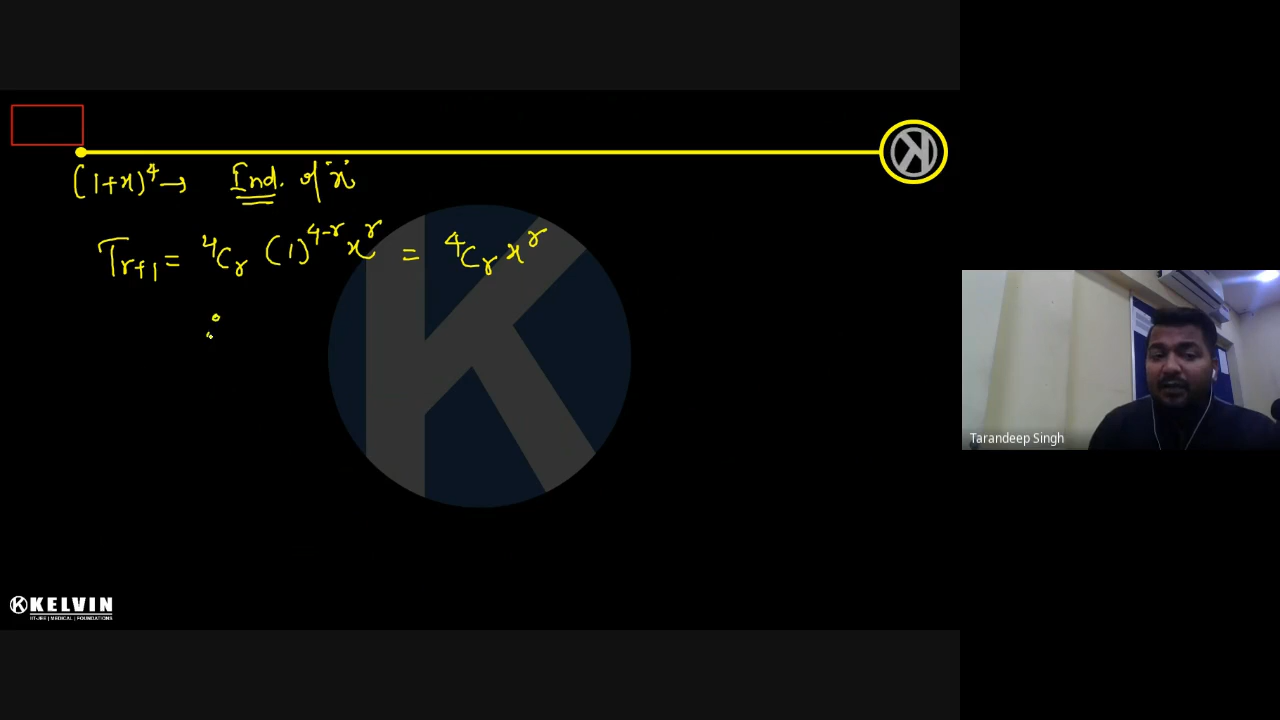 (1+x)⁴→ Ind. of "x"
Tᵣ₊₁ = ⁴Cᵣ (1)⁴⁻ʳ xʳ = ⁴Cᵣ xʳ
Tarandeep Singh
KELVIN
IIT-JEE | MEDICAL | FOUNDATIONS